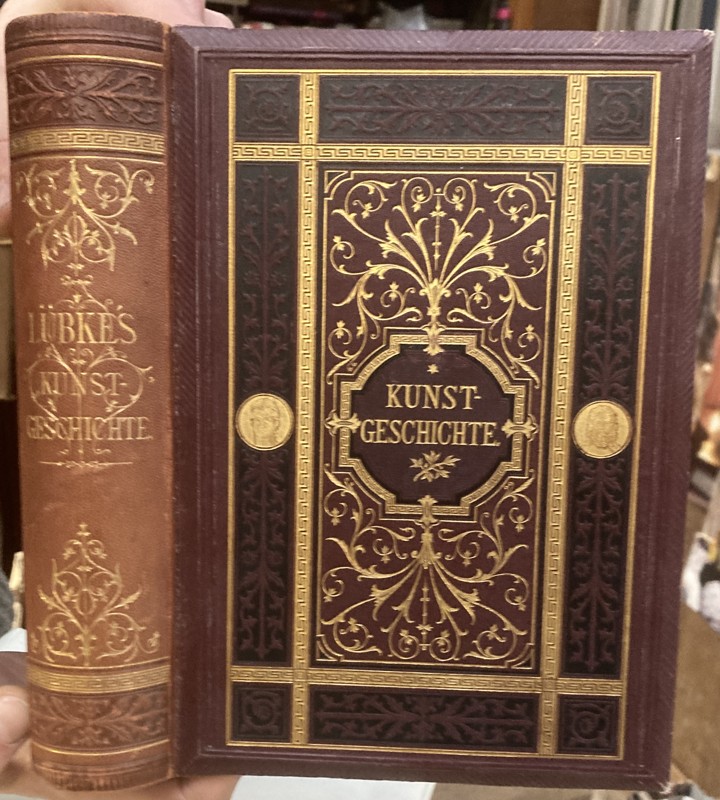 LÜBKE'S
KUNST-
GESCHICHTE.
KUNST-
GESCHICHTE.